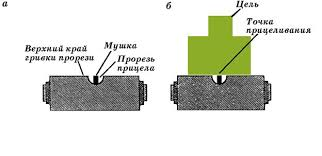 а
Верхний край
гривки прорези
Мушка
Прорезь
прицела
б
Цель
Точка
прицеливания